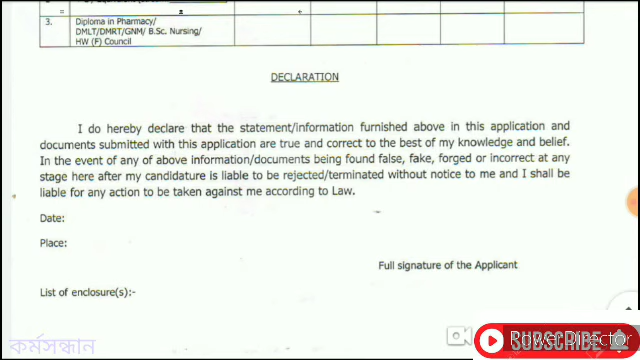 3. Diploma in Pharmacy/
DMLT/DMRT/GNM/ B.Sc. Nursing/
HW (F) Council
DECLARATION
I do hereby declare that the statement/information furnished above in this application and
documents submitted with this application are true and correct to the best of my knowledge and belief.
In the event of any of above information/documents being found false, fake, forged or incorrect at any
stage here after my candidature is liable to be rejected/terminated without notice to me and I shall be
liable for any action to be taken against me according to Law.
Date:
Place:
Full signature of the Applicant
List of enclosure(s):-
কর্মসন্ধান
Power Director
SUBSCRIBE